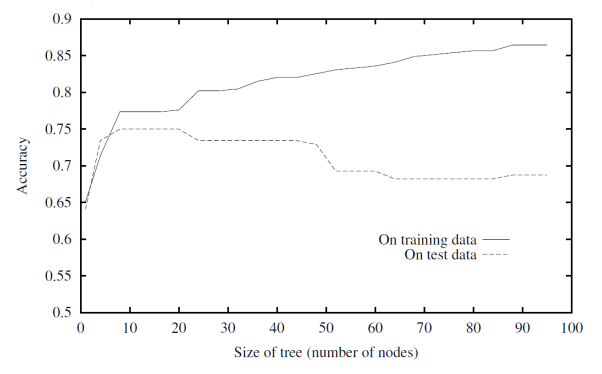 0.9
0.85
0.8
0.75
0.7
0.65
0.6
0.55
0.5
Accuracy
On training data
On test data
0 10 20 30 40 50 60 70 80 90 100
Size of tree (number of nodes)